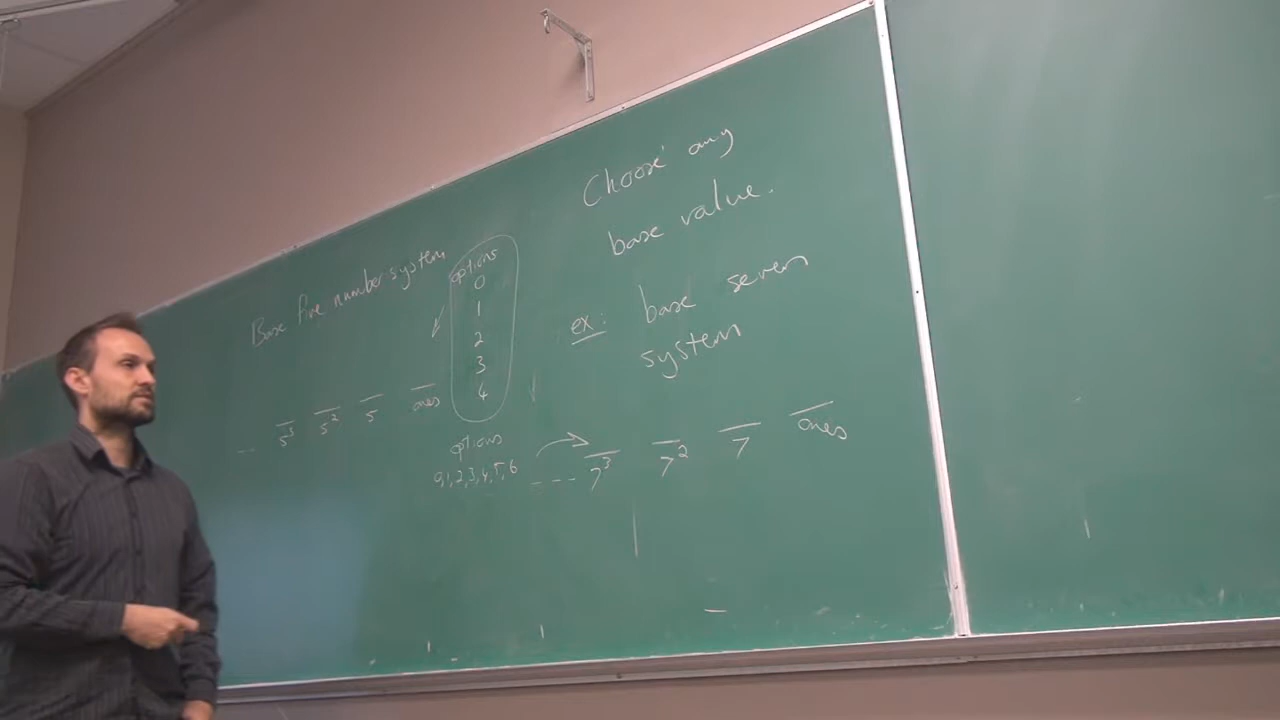 Base five number system
options
0
1
2
3
4
... 5³ 5² 5 ones
Choose any
base value.
ex: base seven
system
options
0,1,2,3,4,5,6
--- 7³ 7² 7 ones